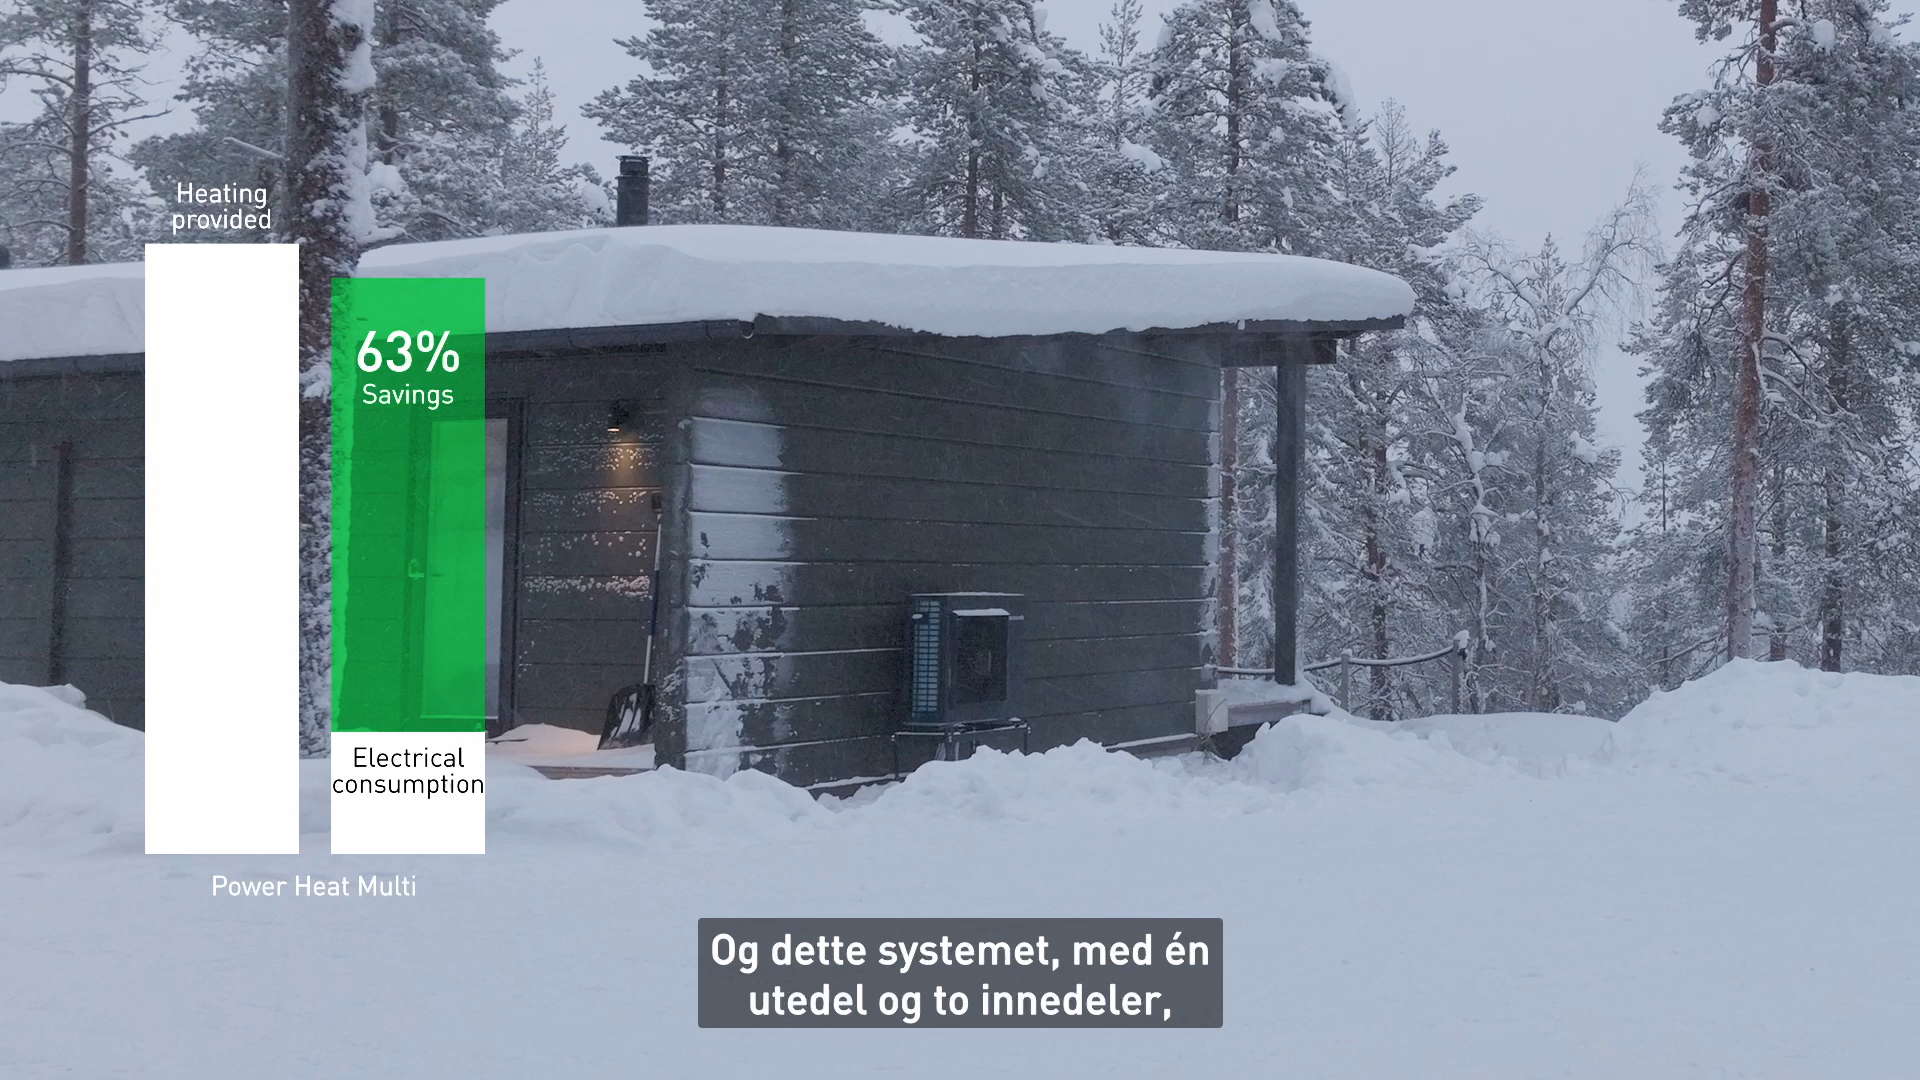 Heating
provided
63%
Savings
Electrical
consumption
Power Heat Multi
Og dette systemet, med én
utedel og to innedeler,